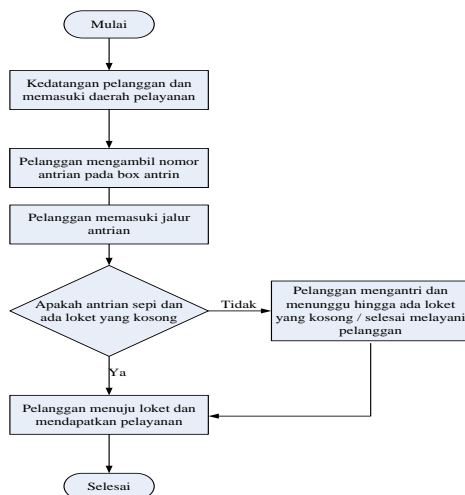 Mulai
Kedatangan pelanggan dan
memasuki daerah pelayanan
Pelanggan mengambil nomor
antrian pada box antrin
Pelanggan memasuki jalur
antrian
Apakah antrian sepi dan
ada loket yang kosong
Tidak
Pelanggan mengantri dan
menunggu hingga ada loket
yang kosong / selesai melayani
pelanggan
Ya
Pelanggan menuju loket dan
mendapatkan pelayanan
Selesai